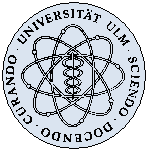 · UNIVERSITÄT ULM · SCIENDO · DOCENDO · CURANDO